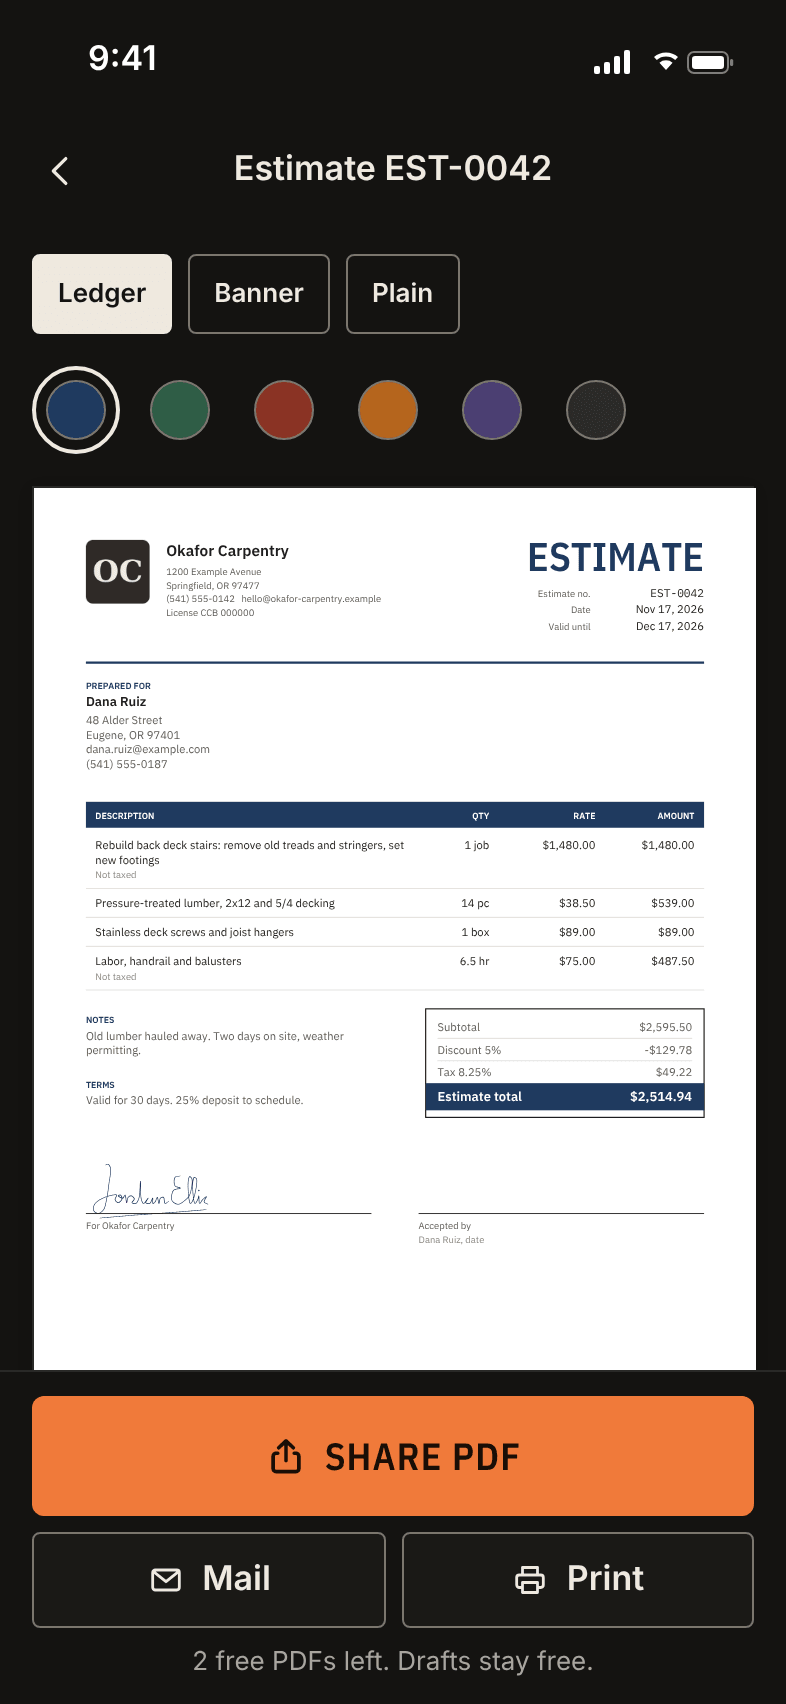 9:41
Estimate EST-0042
Ledger Banner Plain
OC
Okafor Carpentry
1200 Example Avenue
Springfield, OR 97477
(541) 555-0142 hello@okafor-carpentry.example
License CCB 000000
ESTIMATE
Estimate no. EST-0042
Date Nov 17, 2026
Valid until Dec 17, 2026
PREPARED FOR
Dana Ruiz
48 Alder Street
Eugene, OR 97401
dana.ruiz@example.com
(541) 555-0187
DESCRIPTION QTY RATE AMOUNT
Rebuild back deck stairs: remove old treads and stringers, set 1 job $1,480.00 $1,480.00
new footings
Not taxed
Pressure-treated lumber, 2x12 and 5/4 decking 14 pc $38.50 $539.00
Stainless deck screws and joist hangers 1 box $89.00 $89.00
Labor, handrail and balusters 6.5 hr $75.00 $487.50
Not taxed
NOTES
Old lumber hauled away. Two days on site, weather
permitting.
TERMS
Valid for 30 days. 25% deposit to schedule.
Subtotal $2,595.50
Discount 5% -$129.78
Tax 8.25% $49.22
Estimate total $2,514.94
Ellis
For Okafor Carpentry
Accepted by
Dana Ruiz, date
SHARE PDF
Mail Print
2 free PDFs left. Drafts stay free.